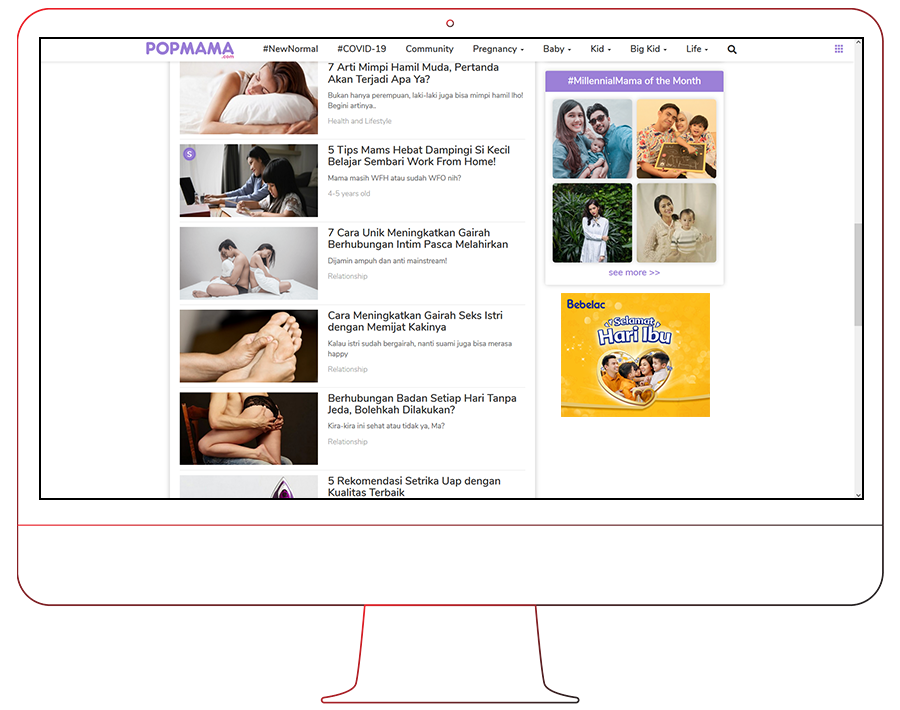 POPMAMA
.com
#NewNormal #COVID-19 Community Pregnancy Baby Kid Big Kid Life
7 Arti Mimpi Hamil Muda, Pertanda
Akan Terjadi Apa Ya?
Bukan hanya perempuan, laki-laki juga bisa mimpi hamil lho!
Begini artinya..
Health and Lifestyle
S
5 Tips Mams Hebat Dampingi Si Kecil
Belajar Sembari Work From Home!
Mama masih WFH atau sudah WFO nih?
4-5 years old
7 Cara Unik Meningkatkan Gairah
Berhubungan Intim Pasca Melahirkan
Dijamin ampuh dan anti mainstream!
Relationship
Cara Meningkatkan Gairah Seks Istri
dengan Memijat Kakinya
Kalau istri sudah bergairah, nanti suami juga bisa merasa
happy
Relationship
Berhubungan Badan Setiap Hari Tanpa
Jeda, Bolehkah Dilakukan?
Kira-kira ini sehat atau tidak ya, Ma?
Relationship
5 Rekomendasi Setrika Uap dengan
Kualitas Terbaik
#MillennialMama of the Month
see more >>
Bebelac
Selamat
Hari Ibu